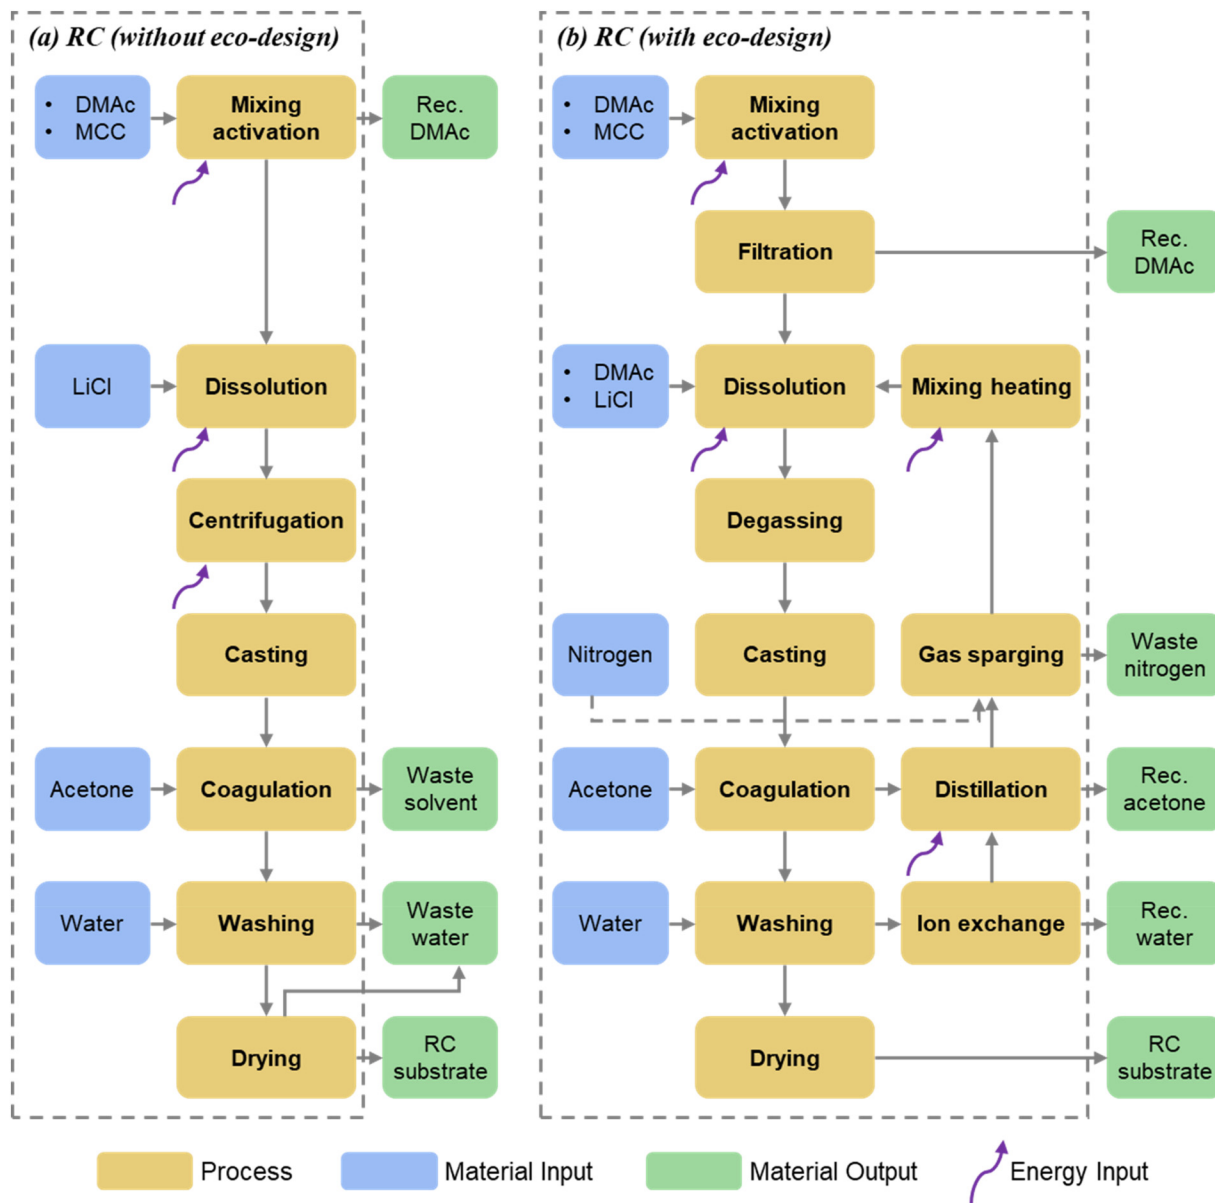 (a) RC (without eco-design)
• DMAc
• MCC
Mixing
activation
Rec.
DMAc
LiCl
Dissolution
Centrifugation
Casting
Acetone
Coagulation
Waste
solvent
Water
Washing
Waste
water
Drying
RC
substrate
(b) RC (with eco-design)
• DMAc
• MCC
Mixing
activation
Filtration
Rec.
DMAc
• DMAc
• LiCl
Dissolution
Mixing heating
Degassing
Nitrogen
Casting
Gas sparging
Waste
nitrogen
Acetone
Coagulation
Distillation
Rec.
acetone
Water
Washing
Ion exchange
Rec.
water
Drying
RC
substrate
Process
Material Input
Material Output
Energy Input